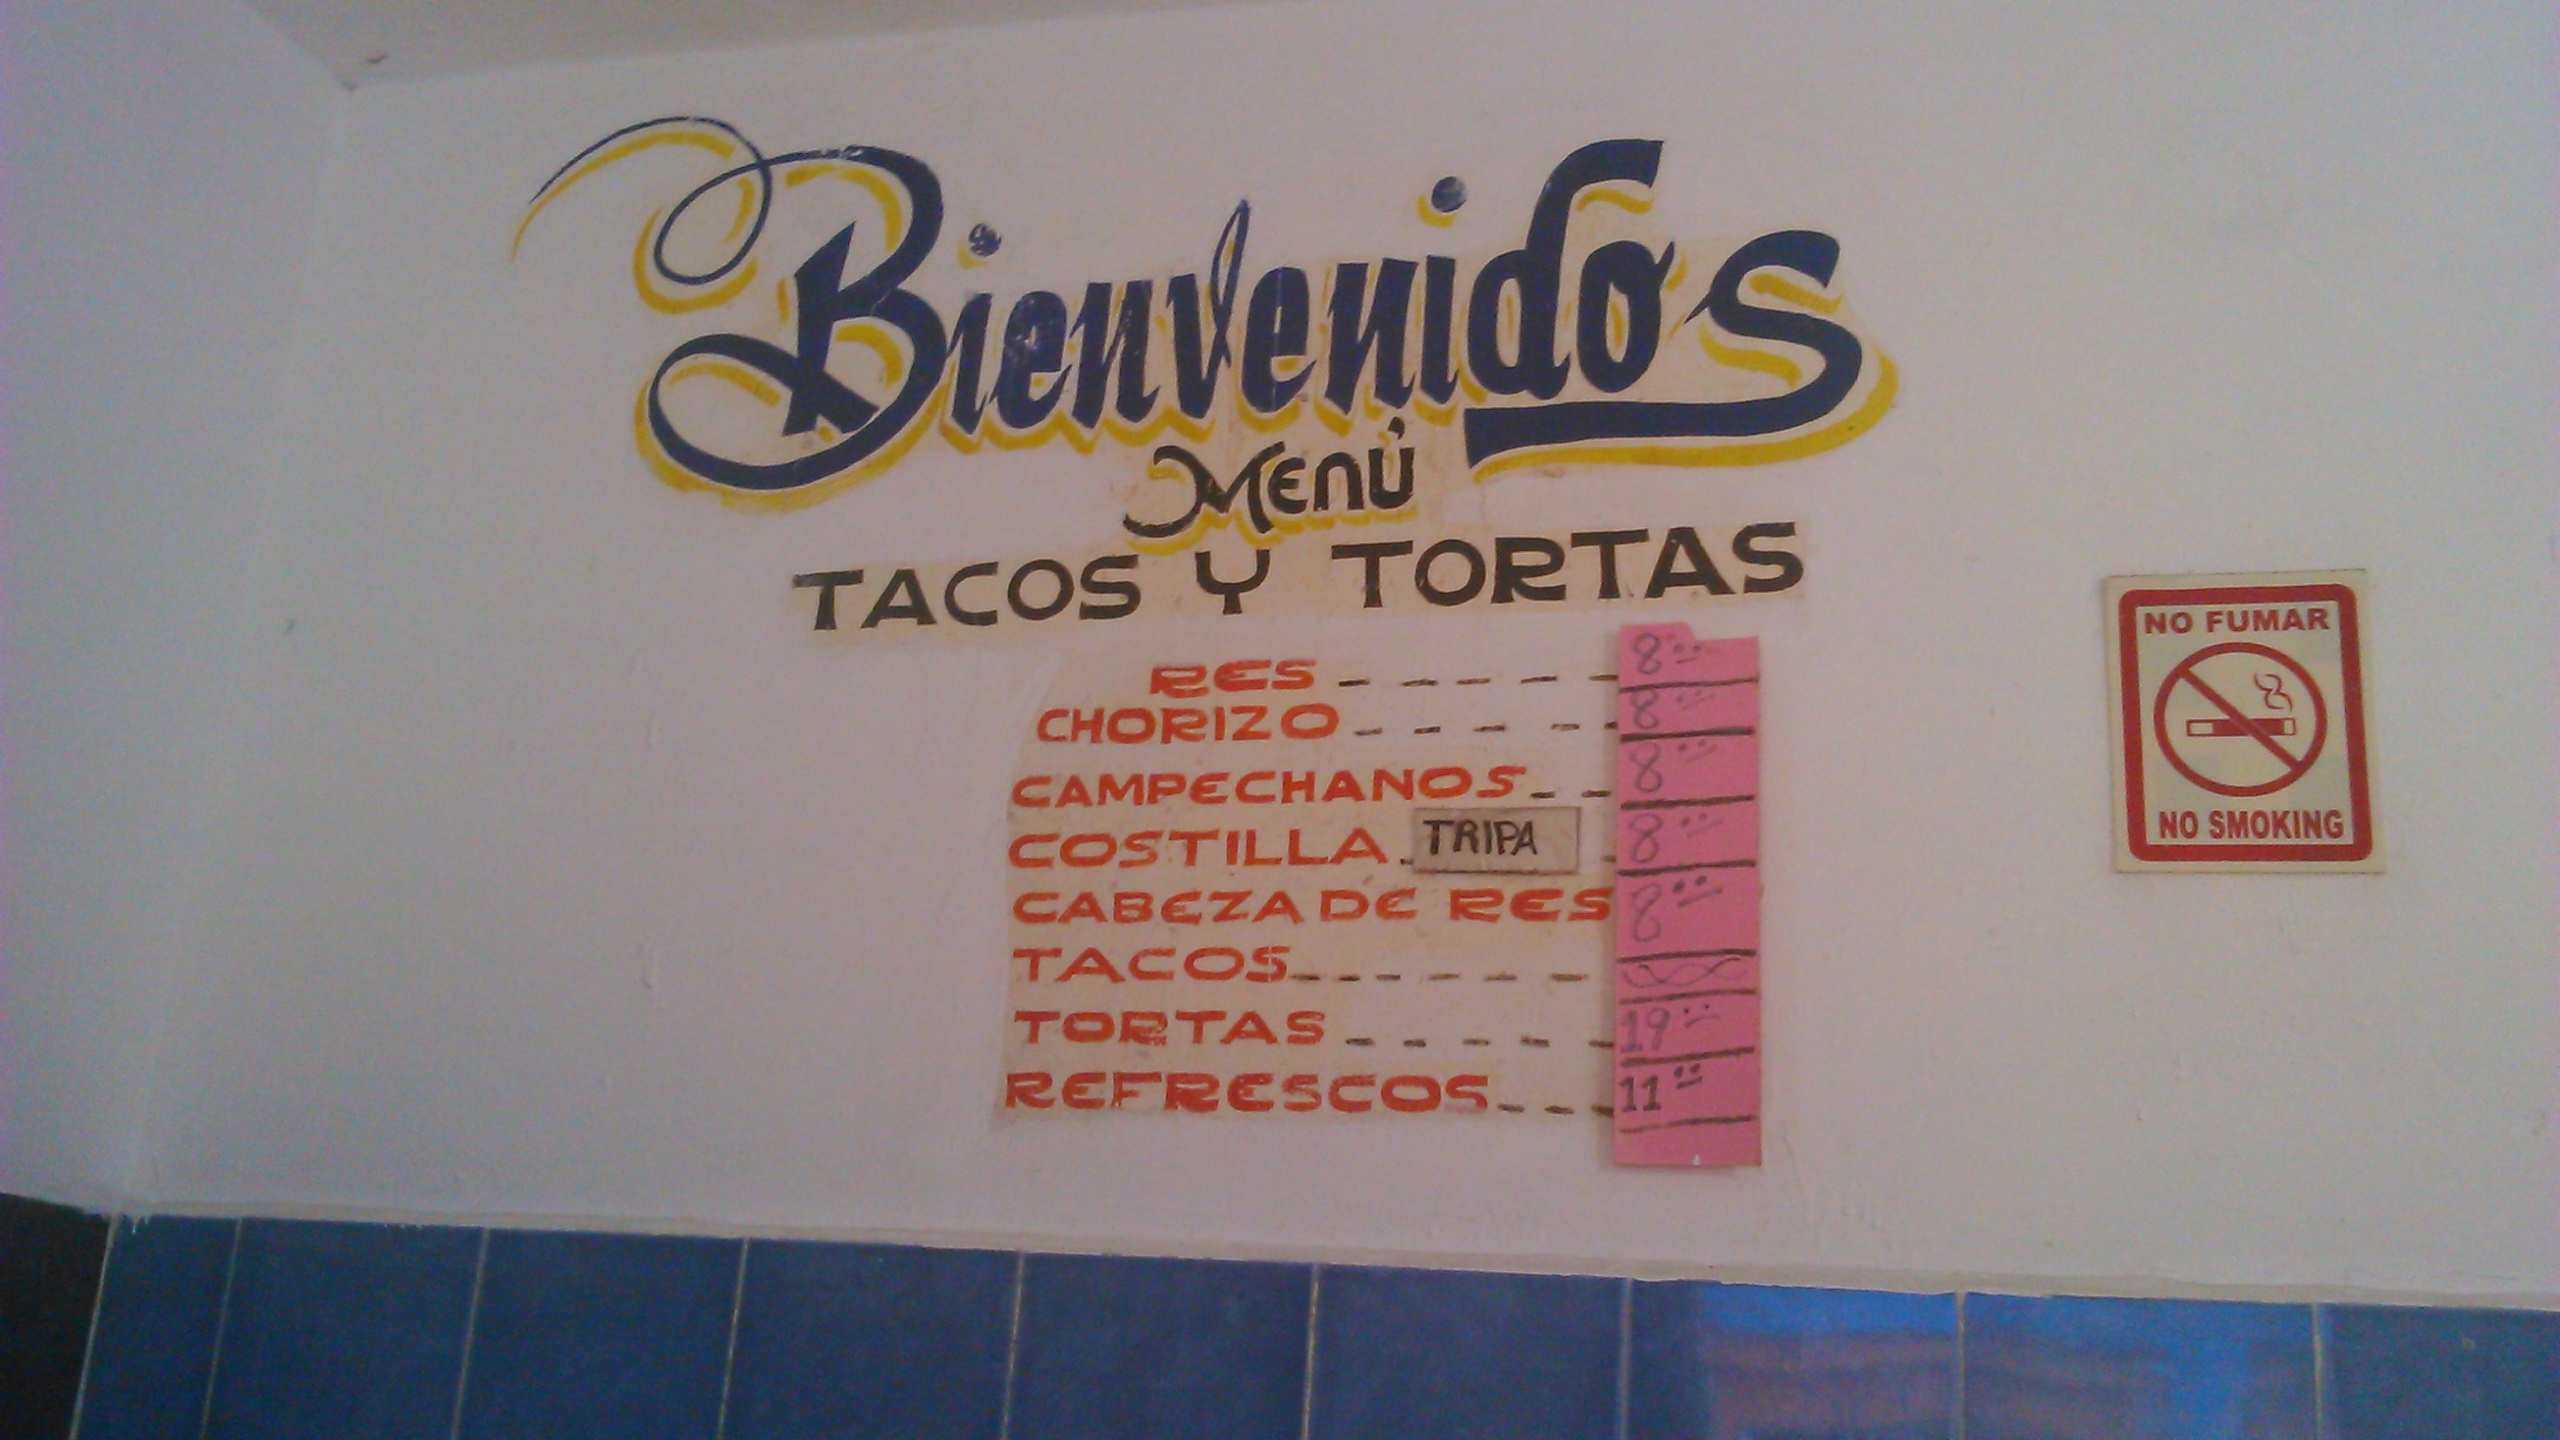 Bienvenidos
Menú
TACOS Y TORTAS
RES - - - - - 8
CHORIZO - - - - - 8
CAMPECHANOS - - 8
COSTILLA TRIPA - 8
CABEZA DE RES 8
TACOS - - - - - -
TORTAS - - - - - 19
REFRESCOS - - - 11
NO FUMAR
NO SMOKING